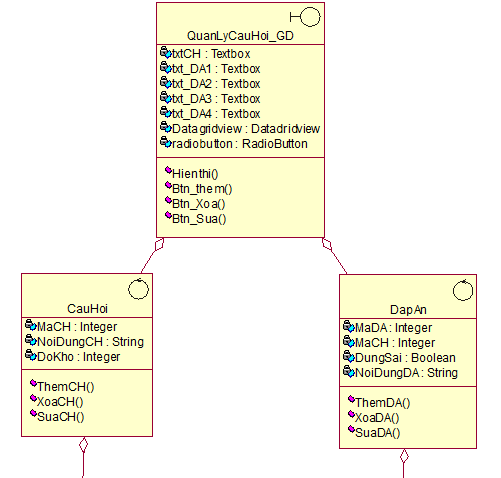 QuanLyCauHoi_GD
txtCH : Textbox
txt_DA1 : Textbox
txt_DA2 : Textbox
txt_DA3 : Textbox
txt_DA4 : Textbox
Datagridview : Datadridview
radiobutton : RadioButton
Hienthi()
Btn_them()
Btn_Xoa()
Btn_Sua()
CauHoi
MaCH : Integer
NoiDungCH : String
DoKho : Integer
ThemCH()
XoaCH()
SuaCH()
DapAn
MaDA : Integer
MaCH : Integer
DungSai : Boolean
NoiDungDA : String
ThemDA()
XoaDA()
SuaDA()